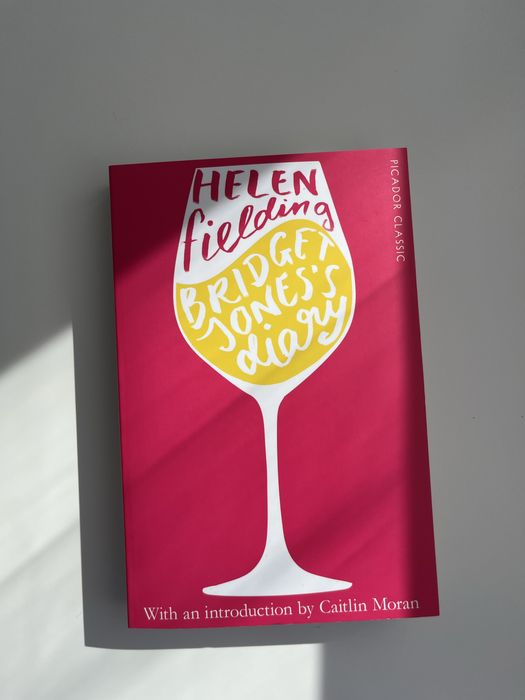 HELEN
fielding
BRIDGET
JONES'S
diary
PICADOR CLASSIC
With an introduction by Caitlin Moran